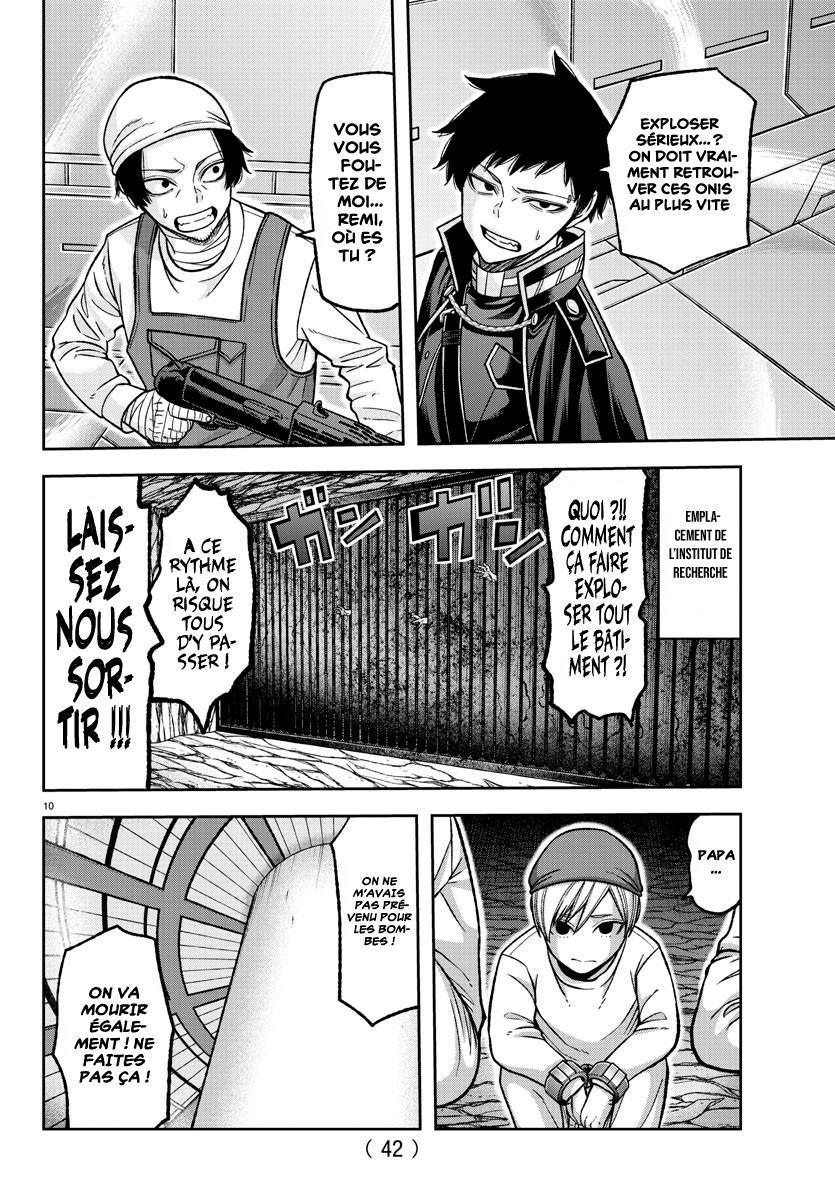 EXPLOSER
SÉRIEUX... ?
ON DOIT VRAI-
MENT RETROU-
VER CES ONIS
AU PLUS VITE
VOUS
VOUS
FOU-
TEZ DE
MOI...
REMI,
OÙ ES
TU ?
EMPLA-
CEMENT DE
L'INSTITUT DE
RECHERCHE
QUOI ?!!
COMMENT
ÇA FAIRE
EXPLO-
SER TOUT
LE BÂTI-
MENT ?!
ガン
ガン
A CE
RYTHME
LÀ, ON
RISQUE
TOUS
D'Y PA-
SSER !
LAIS-
SEZ
NOUS
SOR-
TIR !!!
10
PAPA
...
ON NE
M'AVAIS
PAS PRÉ-
VENU POUR
LES BOM-
BES !
ON VA
MOURIR
ÉGALE-
MENT ! NE
FAITES
PAS ÇA !
( 42 )